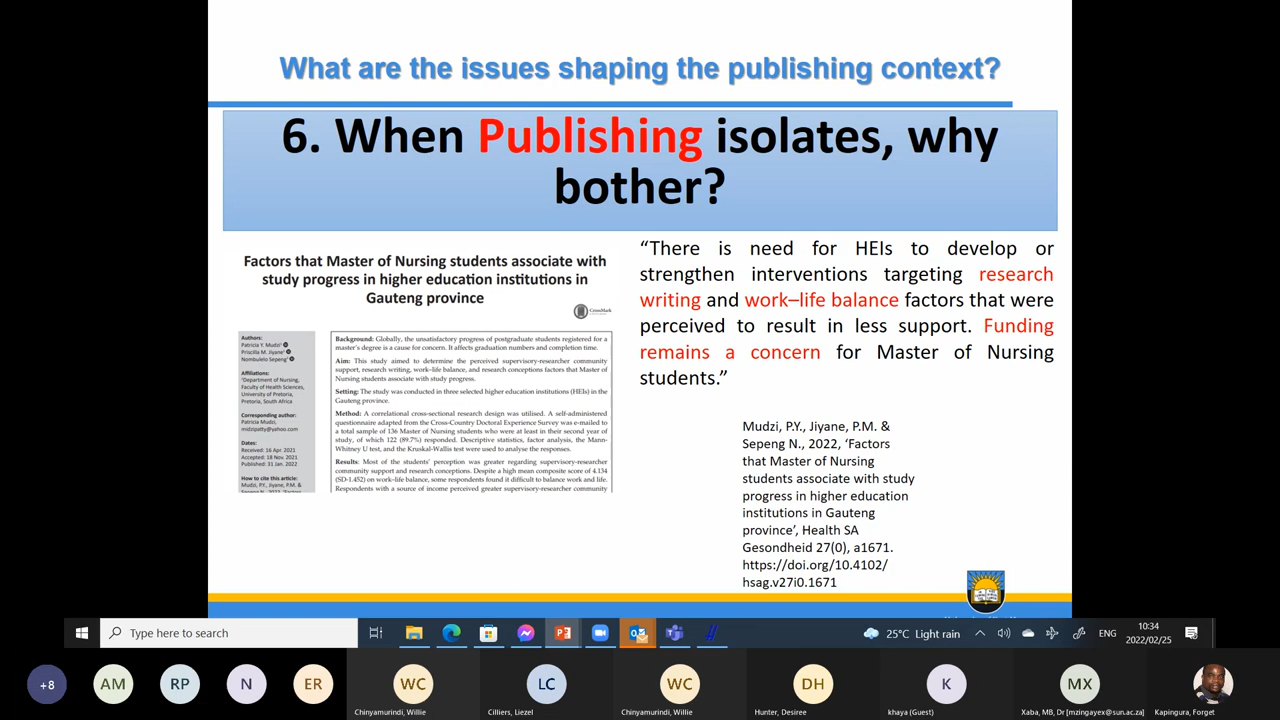 What are the issues shaping the publishing context?
6. When Publishing isolates, why
bother?
Factors that Master of Nursing students associate with
study progress in higher education institutions in
Gauteng province
CrossMark
Authors:
Patricia Y. Mudzi
Priscilla M. Jiyane
Nombulelo Sepeng
Affiliations:
¹Department of Nursing,
Faculty of Health Sciences,
University of Pretoria,
Pretoria, South Africa
Corresponding author:
Patricia Mudzi,
midzipatty@yahoo.com
Dates:
Received: 16 Apr. 2021
Accepted: 18 Nov. 2021
Published: 31 Jan. 2022
How to cite this article:
Mudzi, P.Y., Jiyane, P.M. &
Sepeng, N., 2022, 'Factors
Background: Globally, the unsatisfactory progress of postgraduate students registered for a
master's degree is a cause for concern. It affects graduation numbers and completion time.
Aim: This study aimed to determine the perceived supervisory-researcher community
support, research writing, work–life balance, and research conceptions factors that Master of
Nursing students associate with study progress.
Setting: The study was conducted in three selected higher education institutions (HEIs) in the
Gauteng province.
Method: A correlational cross-sectional research design was utilised. A self-administered
questionnaire adapted from the Cross-Country Doctoral Experience Survey was e-mailed to
a total sample of 136 Master of Nursing students who were at least in their second year of
study, of which 122 (89.7%) responded. Descriptive statistics, factor analysis, the Mann-
Whitney U test, and the Kruskal-Wallis test were used to analyse the responses.
Results: Most of the students' perception was greater regarding supervisory-researcher
community support and research conceptions. Despite a high mean composite score of 4.134
(SD-1.452) on work–life balance, some respondents found it difficult to balance work and life.
Respondents with a source of income perceived greater supervisory-researcher community
“There is need for HEIs to develop or
strengthen interventions targeting research
writing and work–life balance factors that were
perceived to result in less support. Funding
remains a concern for Master of Nursing
students.”
Mudzi, P.Y., Jiyane, P.M. &
Sepeng N., 2022, ‘Factors
that Master of Nursing
students associate with study
progress in higher education
institutions in Gauteng
province’, Health SA
Gesondheid 27(0), a1671.
https://doi.org/10.4102/
hsag.v27i0.1671
Type here to search
25°C Light rain
ENG
10:34
2022/02/25
+8
AM
RP
N
ER
WC
Chinyamurindi, Willie
LC
Cilliers, Liezel
WC
Chinyamurindi, Willie
DH
Hunter, Desiree
K
khaya (Guest)
MX
Xaba, MB, Dr [mzingayex@sun.ac.za]
Kapingura, Forget